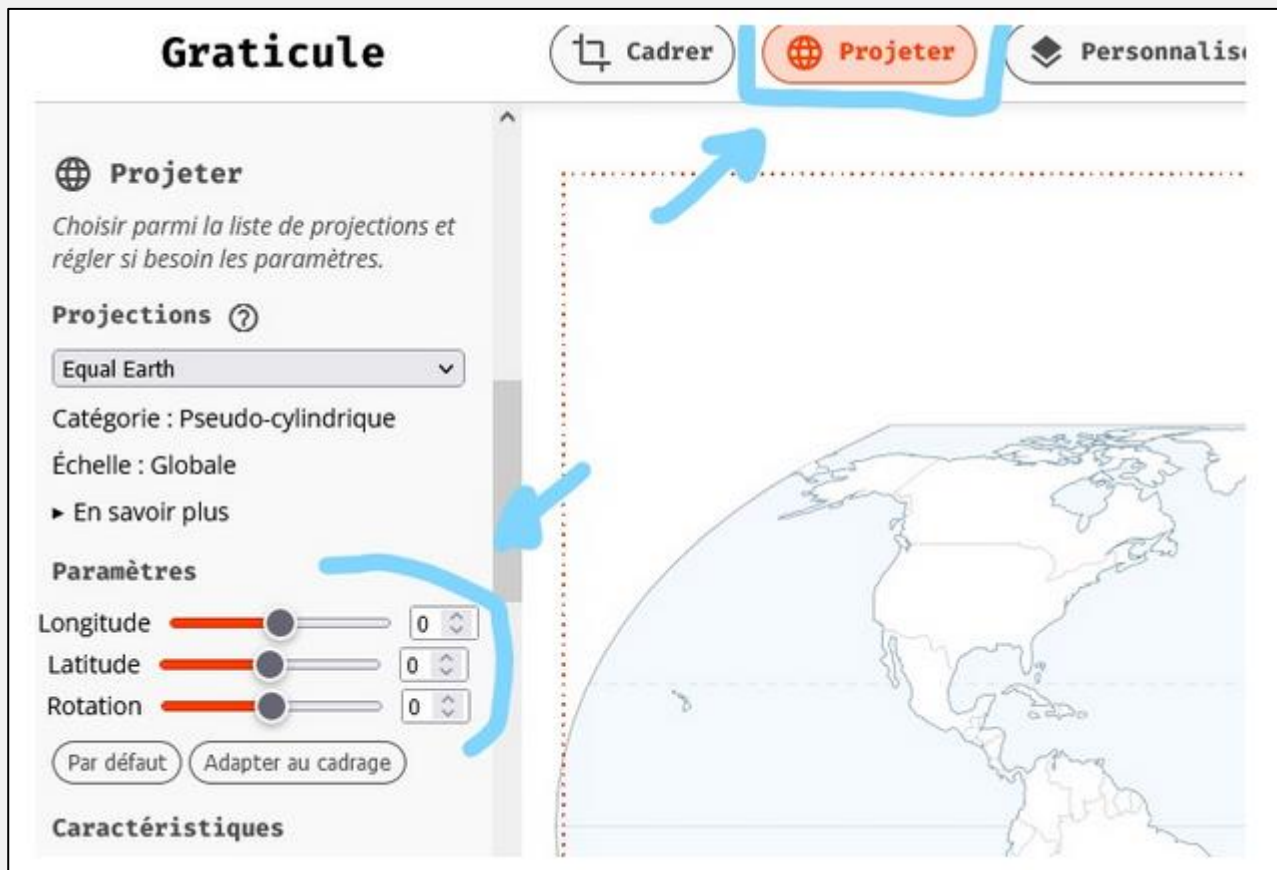 Graticule
Cadrer
Projeter
Personnalise
Projeter
Choisir parmi la liste de projections et
régler si besoin les paramètres.
Projections ?
Equal Earth
Catégorie : Pseudo-cylindrique
Échelle : Globale
▸ En savoir plus
Paramètres
Longitude 0
Latitude 0
Rotation 0
Par défaut Adapter au cadrage
Caractéristiques